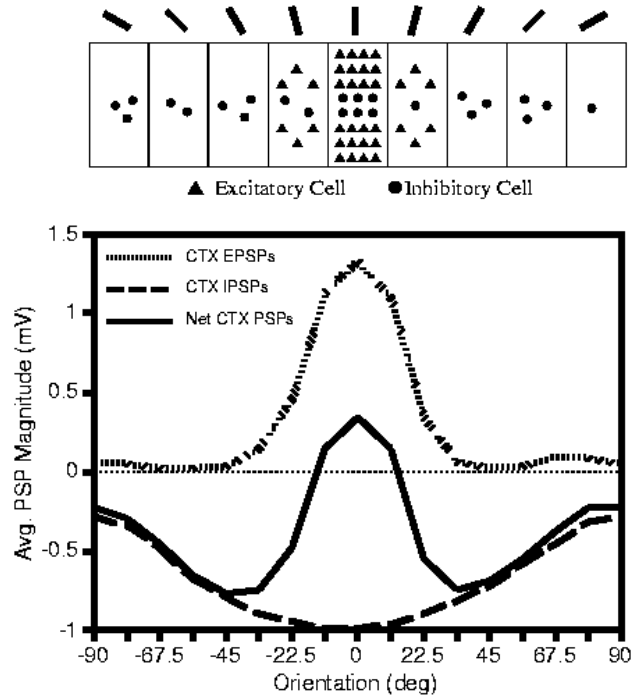 Excitatory Cell
Inhibitory Cell
1.5
1
0.5
0
-0.5
-1
Avg. PSP Magnitude (mV)
CTX EPSPs
CTX IPSPs
Net CTX PSPs
-90 -67.5 -45 -22.5 0 22.5 45 67.5 90
Orientation (deg)